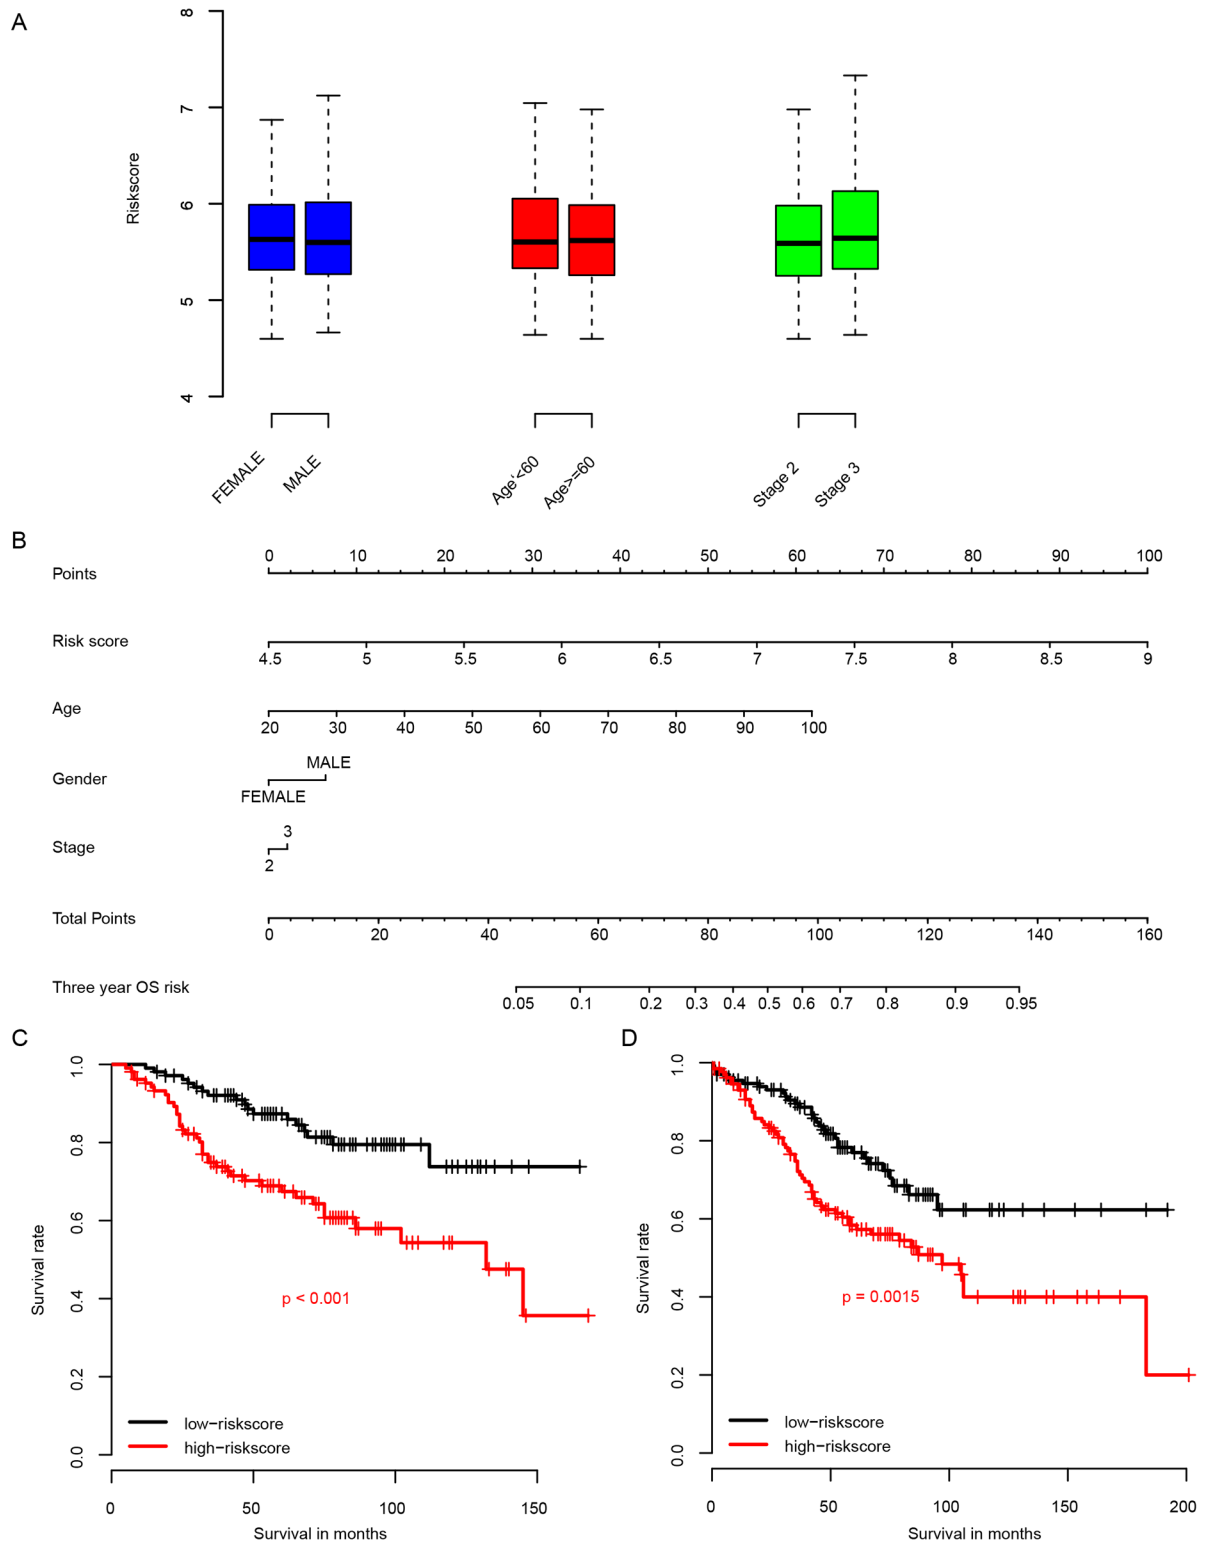 A
8
7
6
5
4
Riskscore
FEMALE
MALE
Age'<60
Age>=60
Stage 2
Stage 3
B
Points
0 10 20 30 40 50 60 70 80 90 100
Risk score
4.5 5 5.5 6 6.5 7 7.5 8 8.5 9
Age
20 30 40 50 60 70 80 90 100
Gender
MALE
FEMALE
Stage
3
2
Total Points
0 20 40 60 80 100 120 140 160
Three year OS risk
0.05 0.1 0.2 0.3 0.4 0.5 0.6 0.7 0.8 0.9 0.95
C
1.0
0.8
0.6
0.4
0.2
0.0
Survival rate
p < 0.001
low−riskscore
high−riskscore
0 50 100 150
Survival in months
D
1.0
0.8
0.6
0.4
0.2
0.0
Survival rate
p = 0.0015
low−riskscore
high−riskscore
0 50 100 150 200
Survival in months